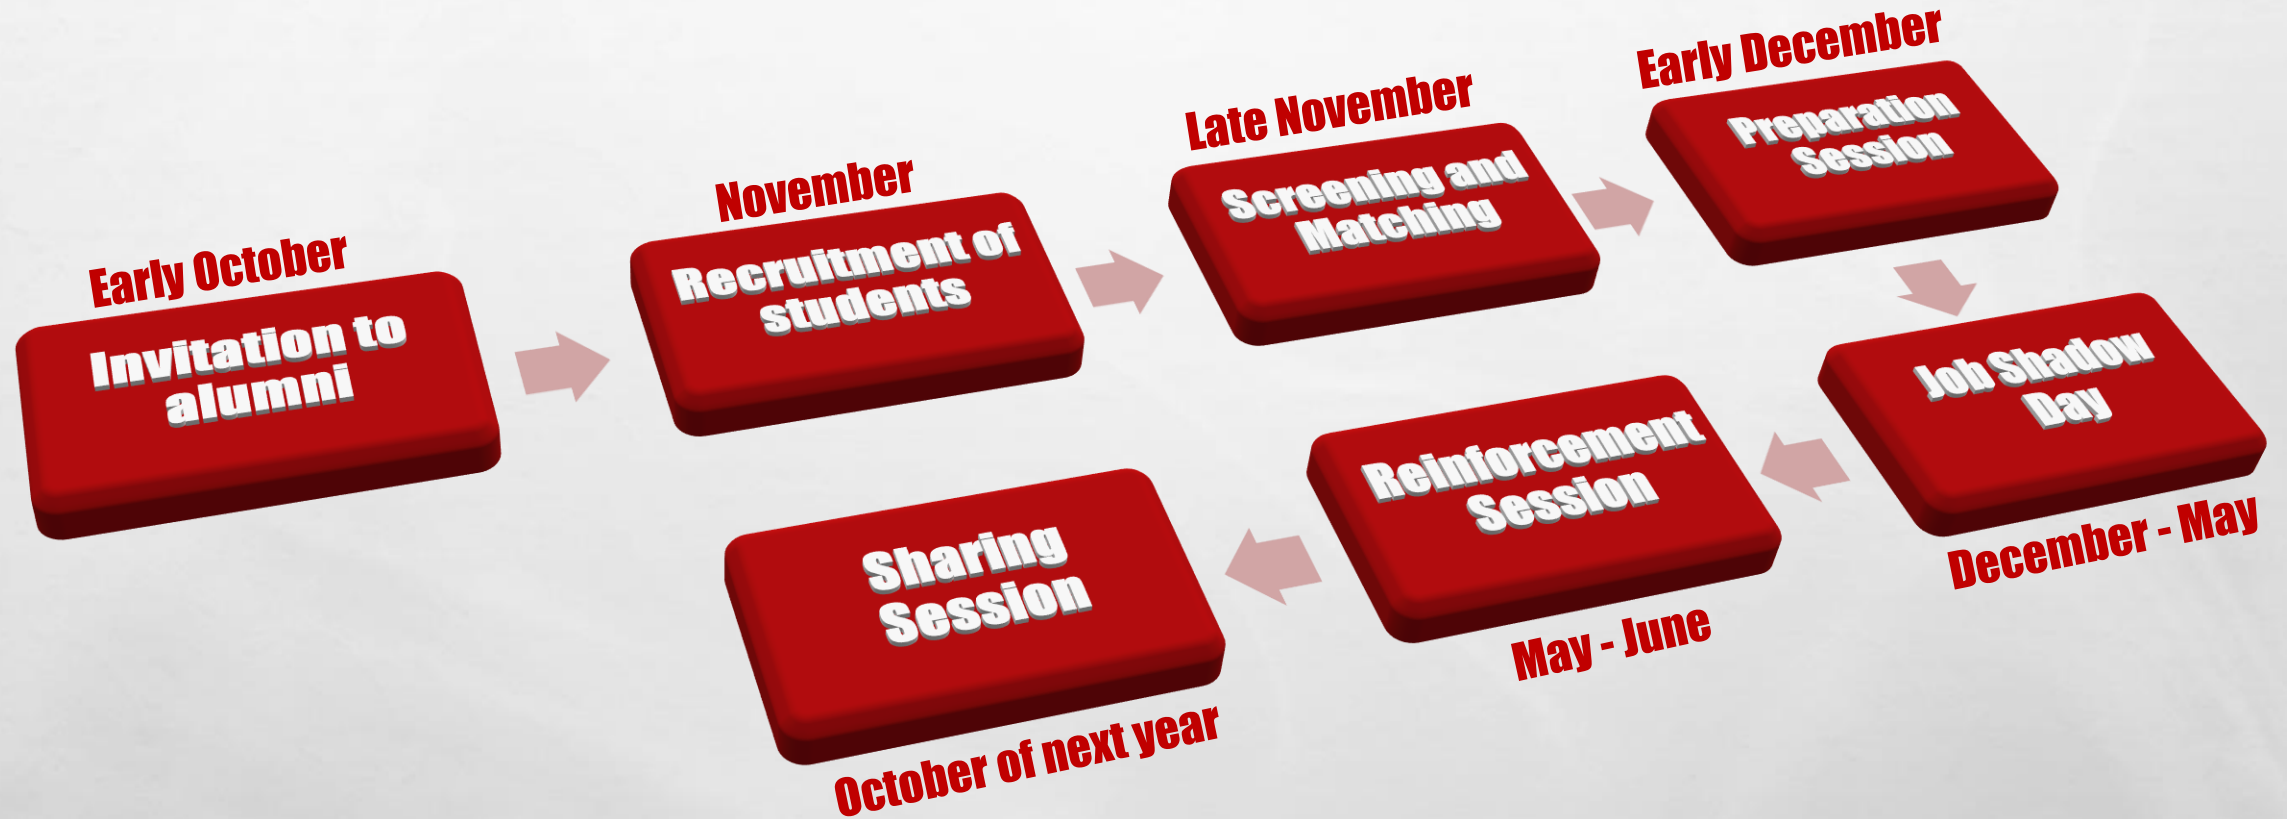 Early October
Invitation to
alumni
November
Recruitment of
students
Late November
Screening and
Matching
Early December
Preparation
Session
Job Shadow
Day
December - May
Reinforcement
Session
May - June
Sharing
Session
October of next year